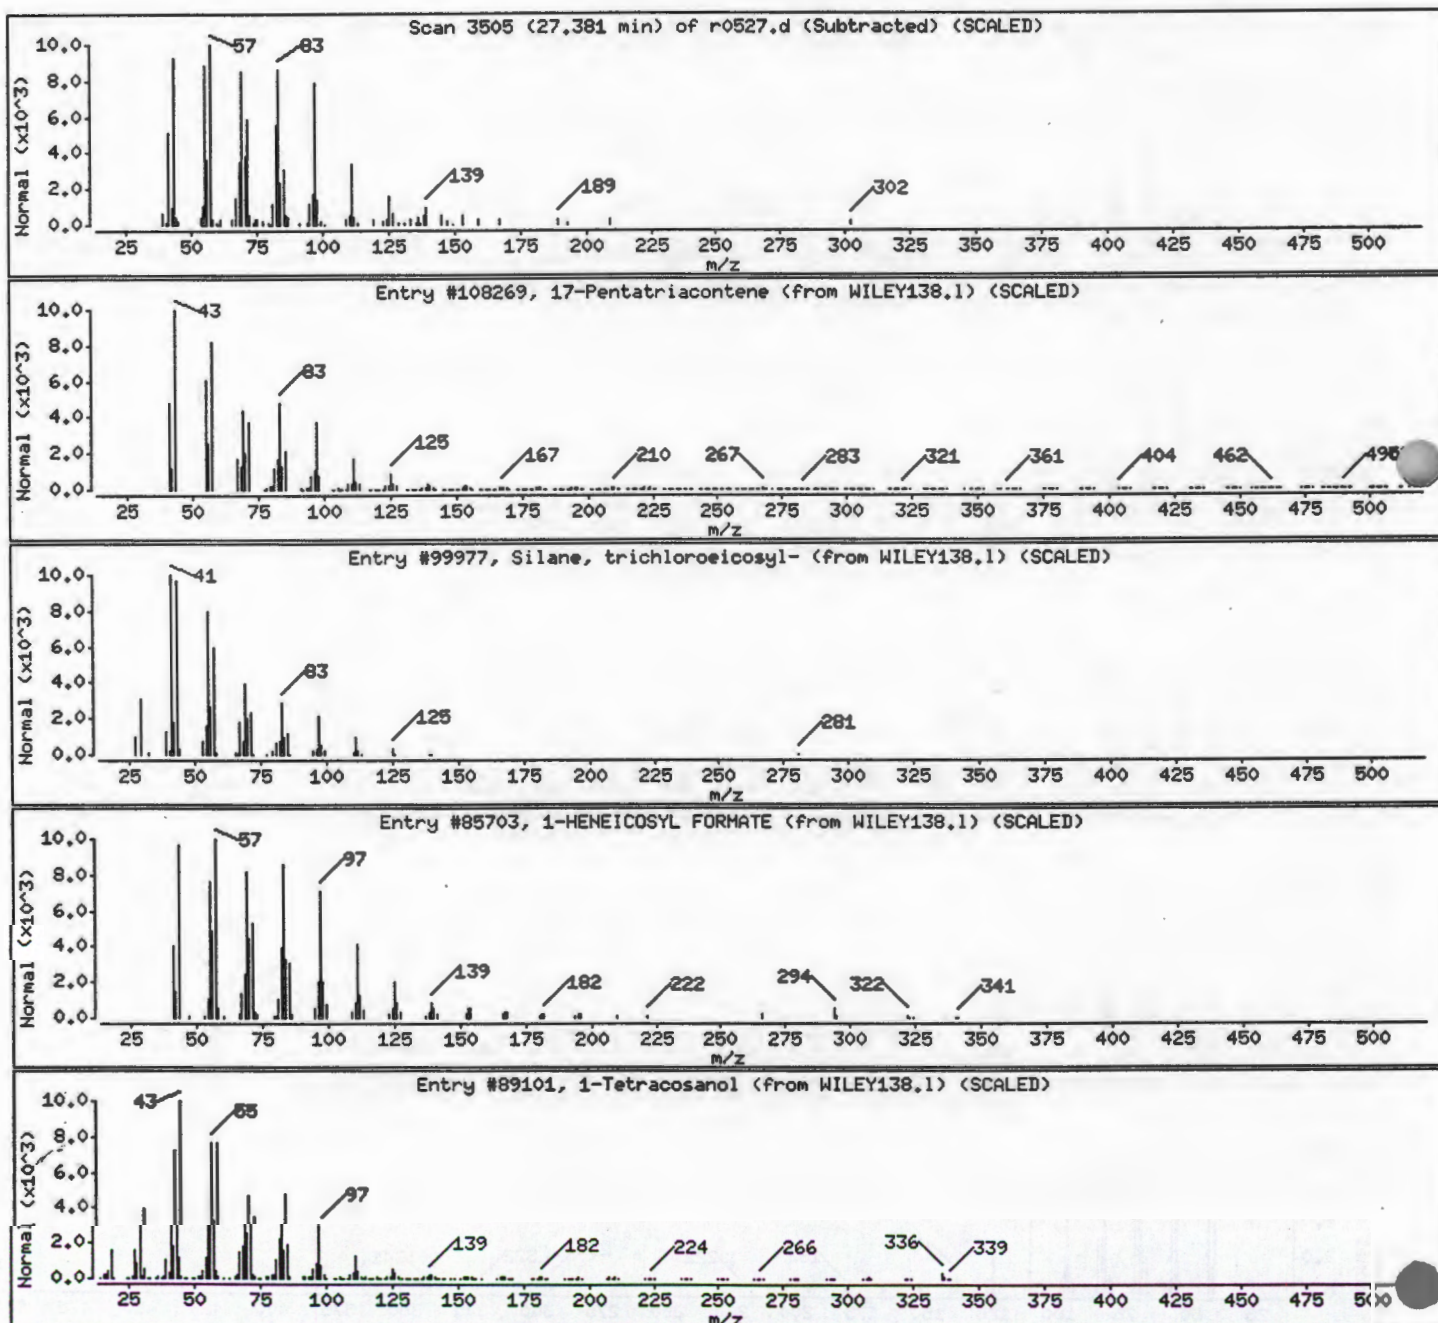 Scan 3505 (27.381 min) of r0527.d (Subtracted) (SCALED)
Normal (x10^3)
10.0
8.0
6.0
4.0
2.0
0.0
57 83 139 189 302
25 50 75 100 125 150 175 200 225 250 275 300 325 350 375 400 425 450 475 500
m/z
Entry #108269, 17-Pentatriacontene (from WILEY138.l) (SCALED)
Normal (x10^3)
10.0
8.0
6.0
4.0
2.0
0.0
43 83 125 167 210 267 283 321 361 404 462
25 50 75 100 125 150 175 200 225 250 275 300 325 350 375 400 425 450 475 500
m/z
Entry #99977, Silane, trichloroeicosyl- (from WILEY138.l) (SCALED)
Normal (x10^3)
10.0
8.0
6.0
4.0
2.0
0.0
41 83 125 281
25 50 75 100 125 150 175 200 225 250 275 300 325 350 375 400 425 450 475 500
m/z
Entry #85703, 1-HENEICOSYL FORMATE (from WILEY138.l) (SCALED)
Normal (x10^3)
10.0
8.0
6.0
4.0
2.0
0.0
57 97 139 182 222 294 322 341
25 50 75 100 125 150 175 200 225 250 275 300 325 350 375 400 425 450 475 500
m/z
Entry #89101, 1-Tetracosanol (from WILEY138.l) (SCALED)
Normal (x10^3)
10.0
8.0
6.0
4.0
2.0
0.0
43 55 97 139 182 224 266 336 339
25 50 75 100 125 150 175 200 225 250 275 300 325 350 375 400 425 450 475 500
m/z